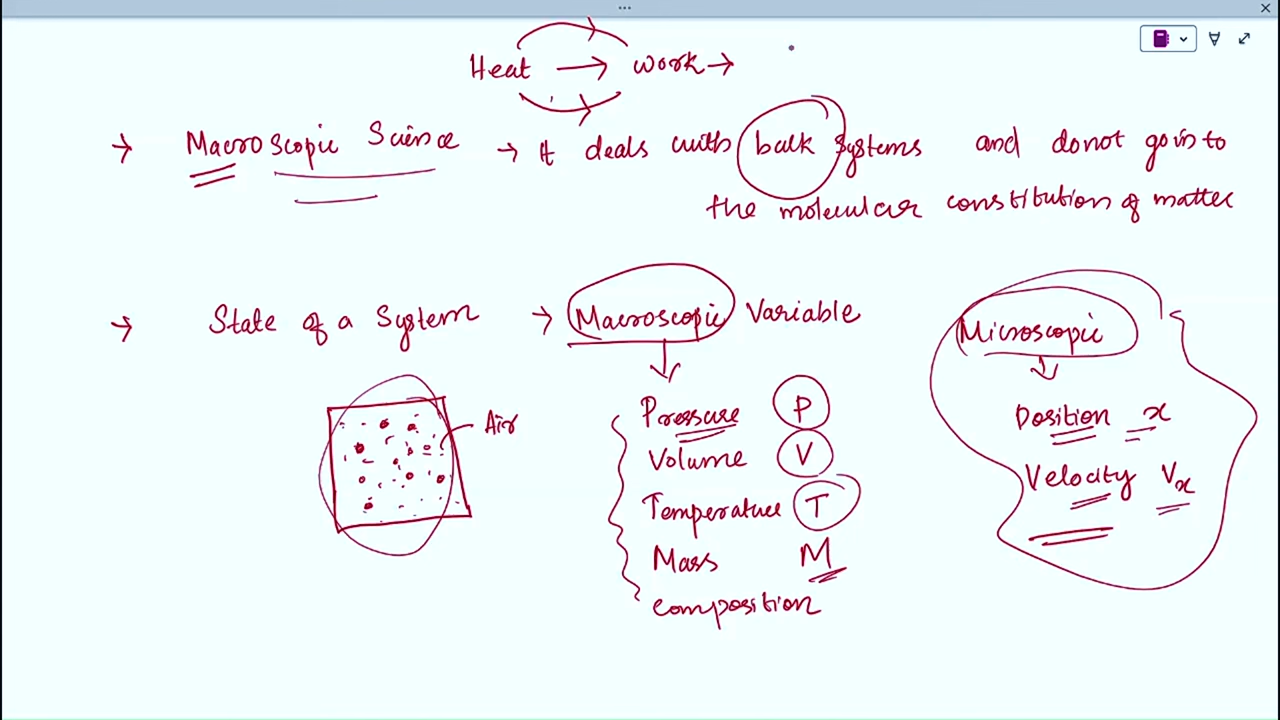 Heat → work →
→ Macroscopic Science → It deals with bulk systems and donot go in to
the molecular constitution of matter
→ State of a System → Macroscopic Variable
Microscopic
Air
Pressure P
Volume V
Temperature T
Mass M
composition
Position x
Velocity Vx